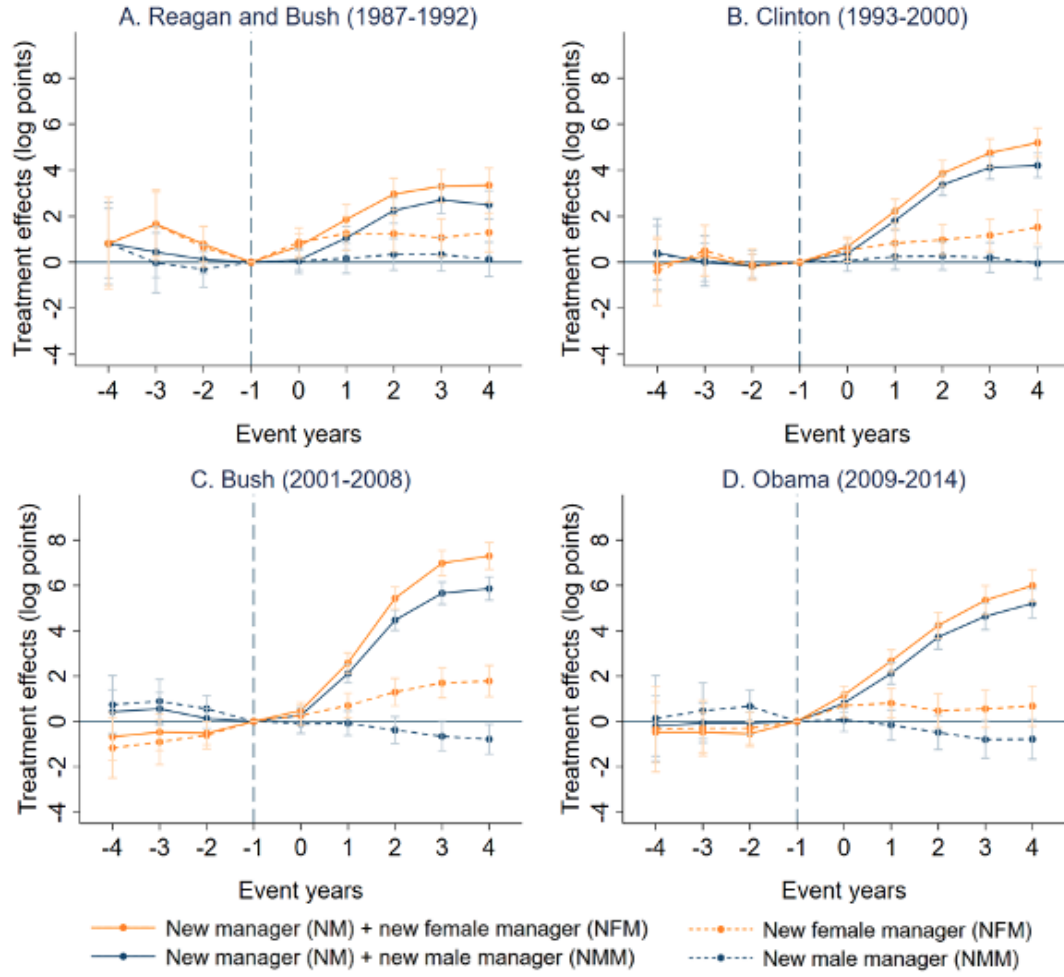 A. Reagan and Bush (1987-1992)
Treatment effects (log points)
8
6
4
2
0
-2
-4
-4 -3 -2 -1 0 1 2 3 4
Event years
B. Clinton (1993-2000)
Treatment effects (log points)
8
6
4
2
0
-2
-4
-4 -3 -2 -1 0 1 2 3 4
Event years
C. Bush (2001-2008)
Treatment effects (log points)
8
6
4
2
0
-2
-4
-4 -3 -2 -1 0 1 2 3 4
Event years
D. Obama (2009-2014)
Treatment effects (log points)
8
6
4
2
0
-2
-4
-4 -3 -2 -1 0 1 2 3 4
Event years
New manager (NM) + new female manager (NFM)
New female manager (NFM)
New manager (NM) + new male manager (NMM)
New male manager (NMM)